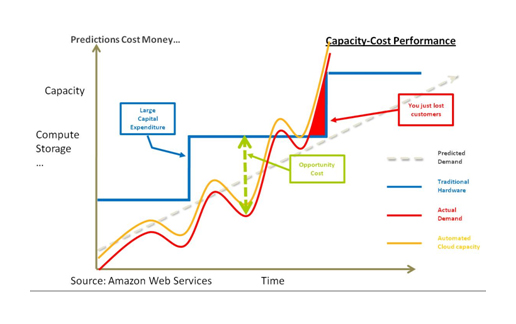 Predictions Cost Money...
Capacity-Cost Performance
Capacity
Large
Capital
Expenditure
You just lost
customers
Compute
Storage
...
Opportunity
Cost
Predicted
Demand
Traditional
Hardware
Actual
Demand
Automated
Cloud capacity
Source: Amazon Web Services
Time